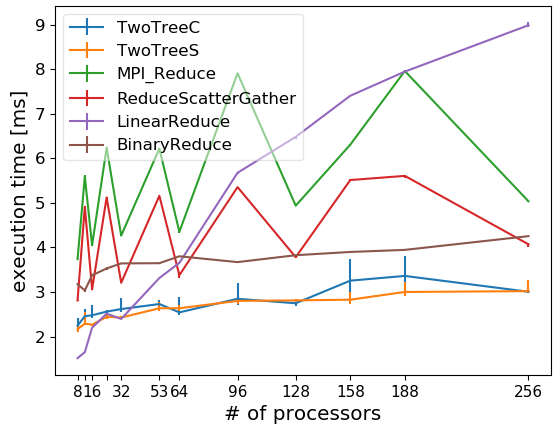 9
8
7
6
5
4
3
2
execution time [ms]
TwoTreeC
TwoTreeS
MPI_Reduce
ReduceScatterGather
LinearReduce
BinaryReduce
8 16 32 53 64 96 128 158 188 256
# of processors